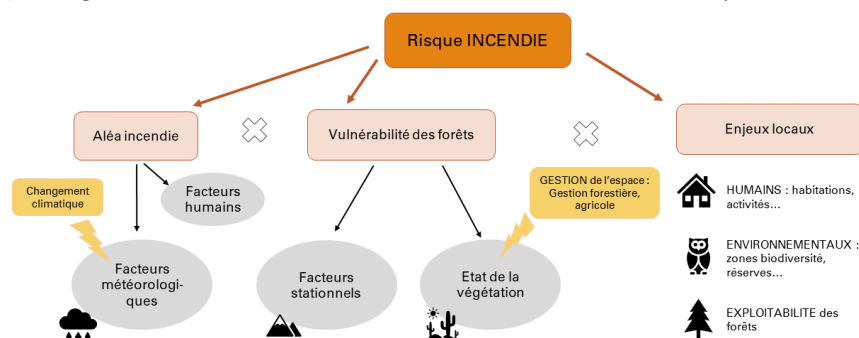 Risque INCENDIE
Aléa incendie
Vulnérabilité des forêts
Enjeux locaux
Changement
climatique
Facteurs
humains
GESTION de l'espace :
Gestion forestière,
agricole
HUMAINS : habitations,
activités...
Facteurs
météorologi-
ques
Facteurs
stationnels
Etat de la
végétation
ENVIRONNEMENTAUX :
zones biodiversité,
réserves...
EXPLOITABILITE des
forêts